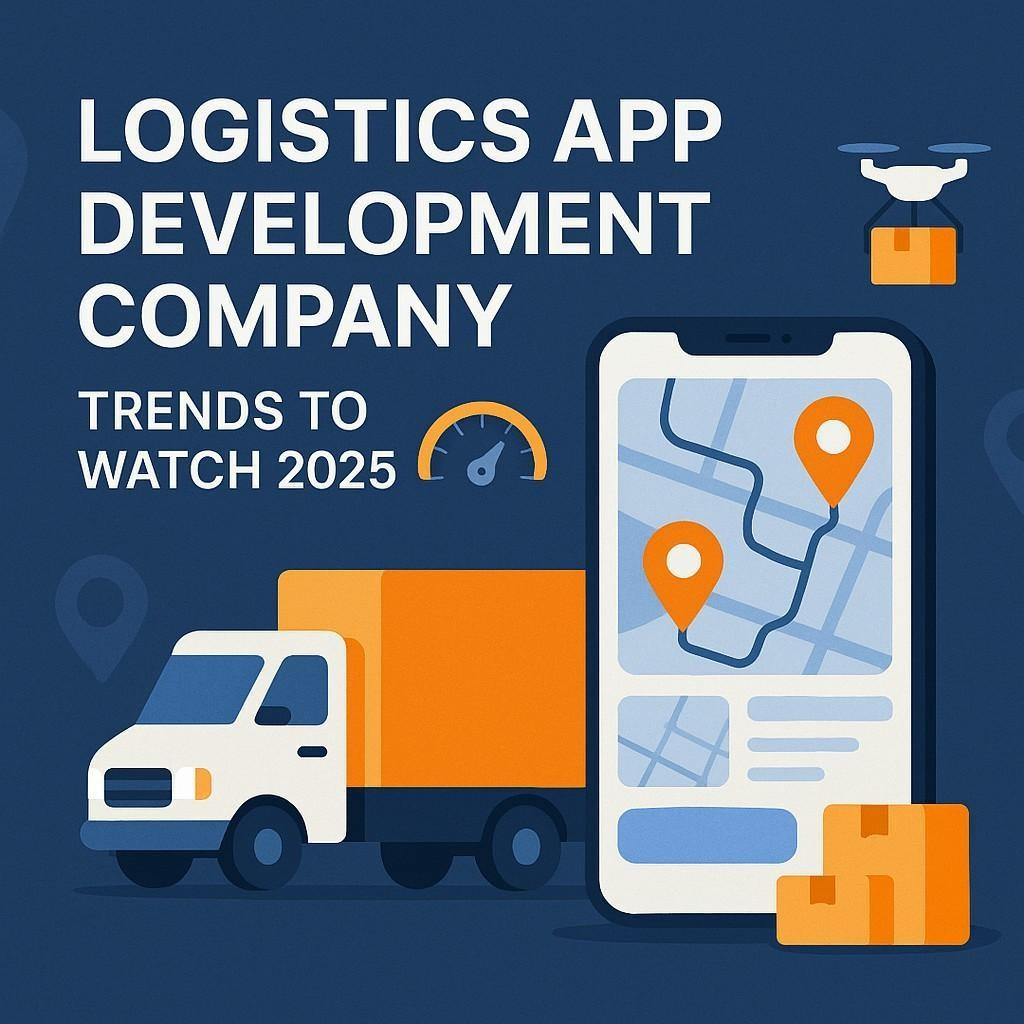 LOGISTICS APP
DEVELOPMENT
COMPANY
TRENDS TO
WATCH 2025